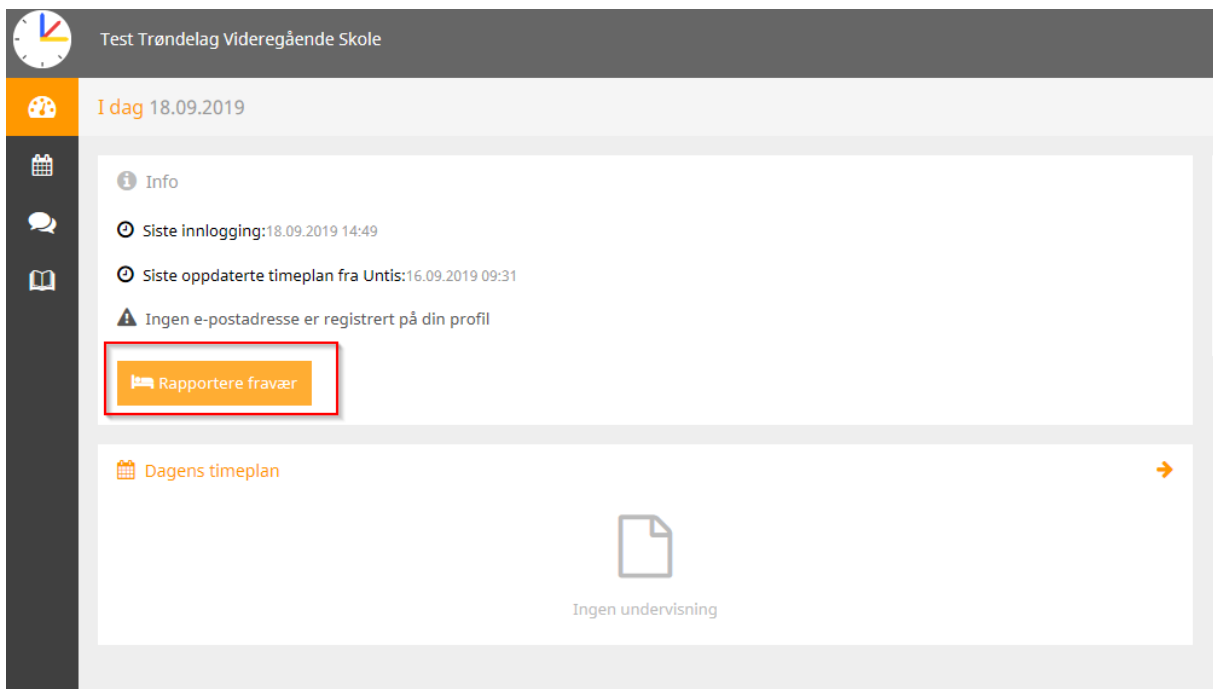 Test Trøndelag Videregående Skole
I dag 18.09.2019
Info
Siste innlogging:18.09.2019 14:49
Siste oppdaterte timeplan fra Untis:16.09.2019 09:31
Ingen e-postadresse er registrert på din profil
Rapportere fravær
Dagens timeplan
Ingen undervisning